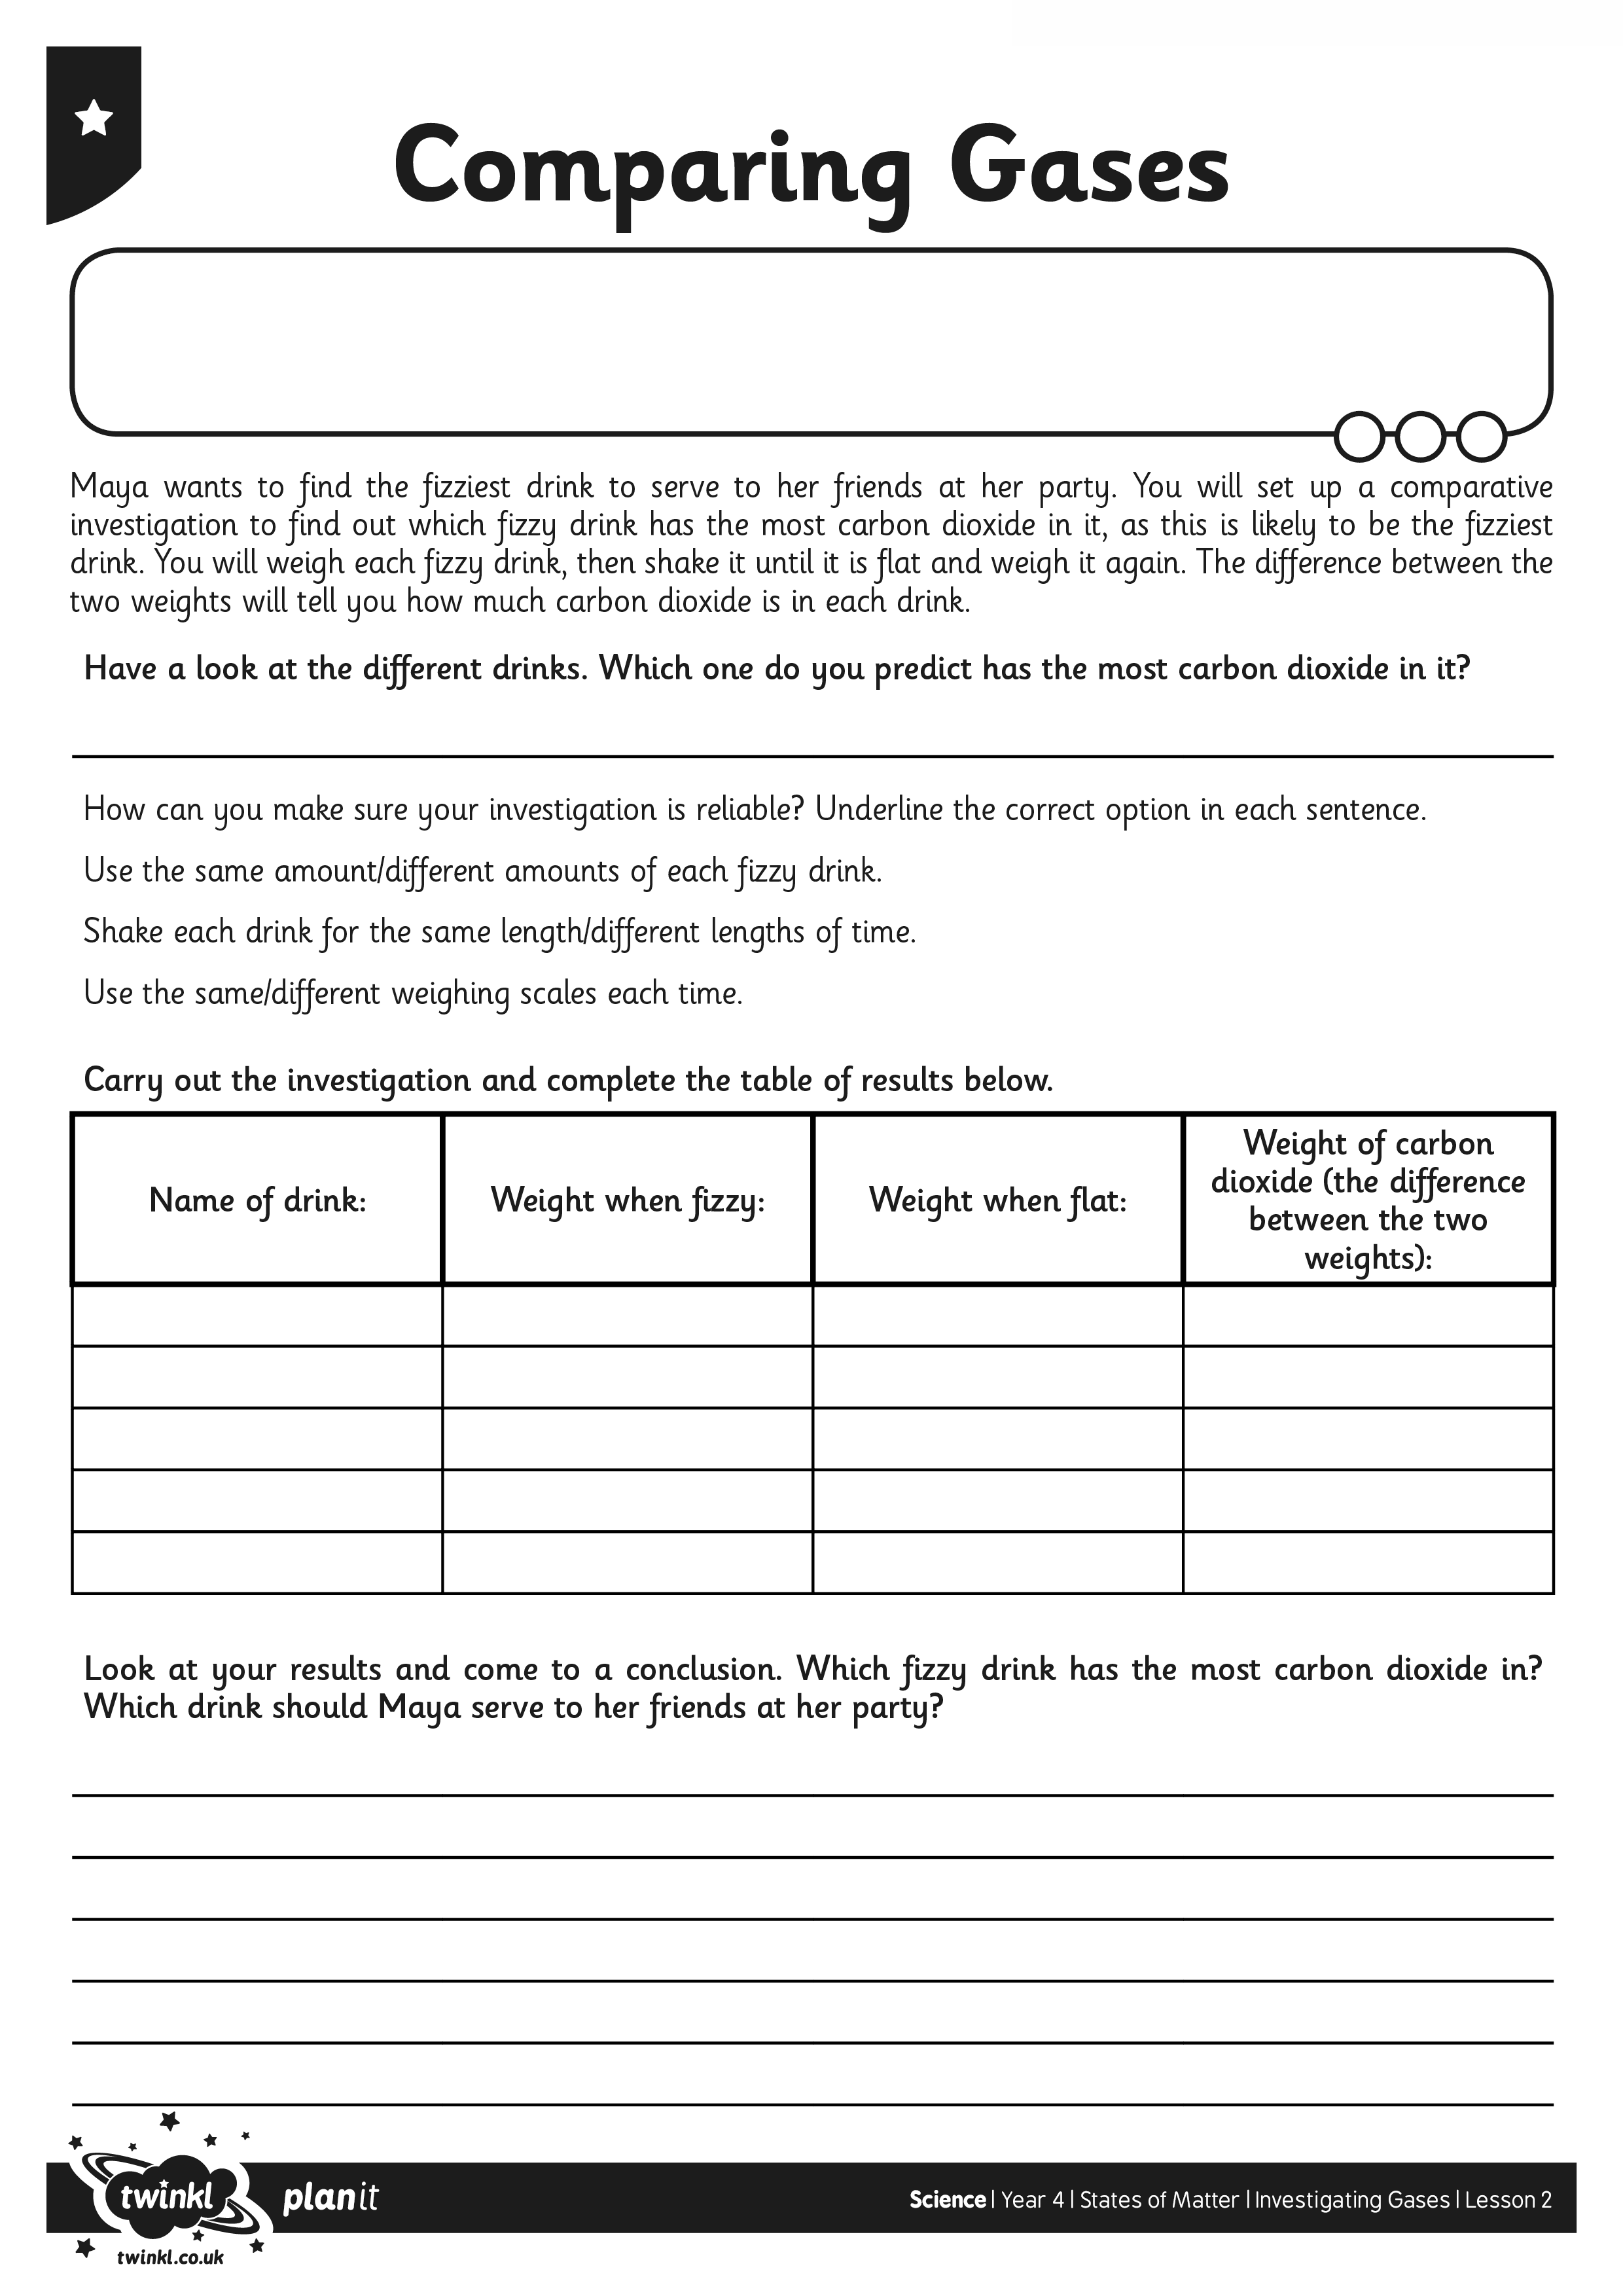 Comparing Gases
Maya wants to find the fizziest drink to serve to her friends at her party. You will set up a comparative
investigation to find out which fizzy drink has the most carbon dioxide in it, as this is likely to be the fizziest
drink. You will weigh each fizzy drink, then shake it until it is flat and weigh it again. The difference between the
two weights will tell you how much carbon dioxide is in each drink.
Have a look at the different drinks. Which one do you predict has the most carbon dioxide in it?
How can you make sure your investigation is reliable? Underline the correct option in each sentence.
Use the same amount/different amounts of each fizzy drink.
Shake each drink for the same length/different lengths of time.
Use the same/different weighing scales each time.
Carry out the investigation and complete the table of results below.
Name of drink:
Weight when fizzy:
Weight when flat:
Weight of carbon
dioxide (the difference
between the two
weights):
Look at your results and come to a conclusion. Which fizzy drink has the most carbon dioxide in?
Which drink should Maya serve to her friends at her party?
twinkl
planit
Science | Year 4 | States of Matter | Investigating Gases | Lesson 2
twinkl.co.uk